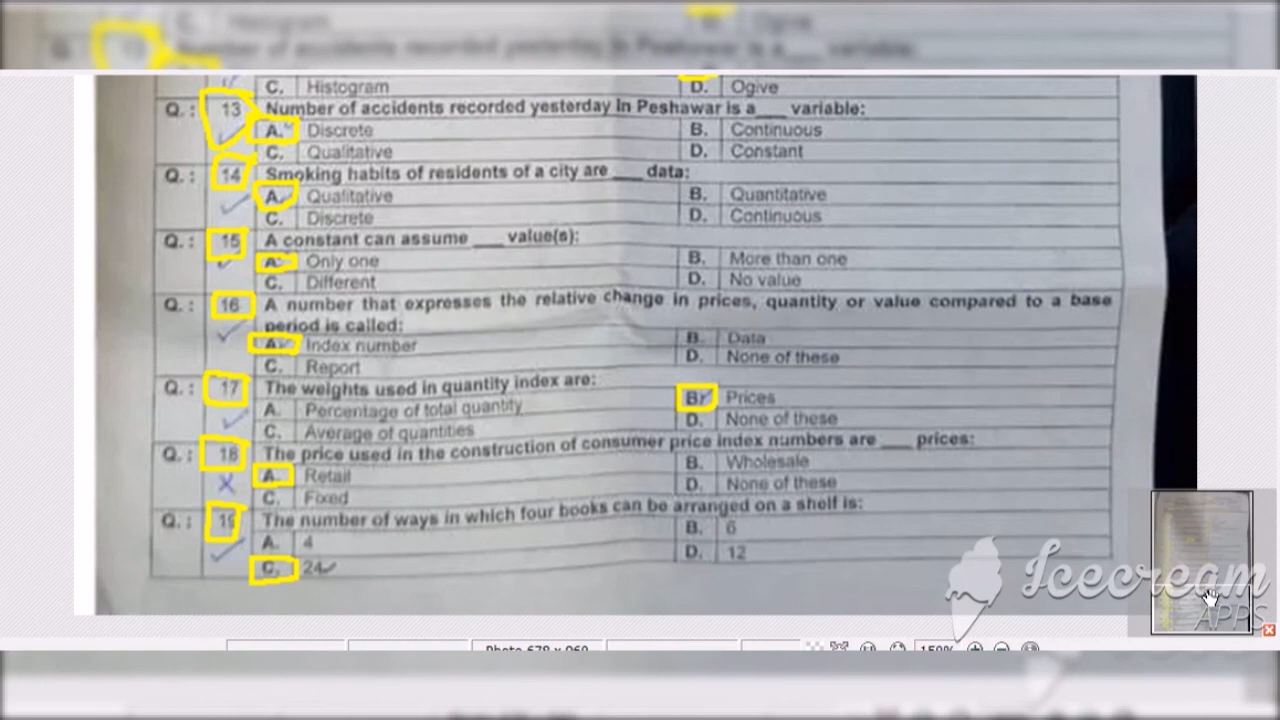 C. Histogram D. Ogive
Q.: 13 Number of accidents recorded yesterday in Peshawar is a___ variable:
A. Discrete B. Continuous
C. Qualitative D. Constant
Q.: 14 Smoking habits of residents of a city are ___ data:
A. Qualitative B. Quantitative
C. Discrete D. Continuous
Q.: 15 A constant can assume ___ value(s):
A. Only one B. More than one
C. Different D. No value
Q.: 16 A number that expresses the relative change in prices, quantity or value compared to a base
period is called:
A. Index number B. Data
C. Report D. None of these
Q.: 17 The weights used in quantity index are:
A. Percentage of total quantity B. Prices
C. Average of quantities D. None of these
Q.: 18 The price used in the construction of consumer price index numbers are ___ prices:
A. Retail B. Wholesale
C. Fixed D. None of these
Q.: 19 The number of ways in which four books can be arranged on a shelf is:
A. 4 B. 6
C. 24 D. 12
Icecream
APPS
Photo 678 x 960
150%